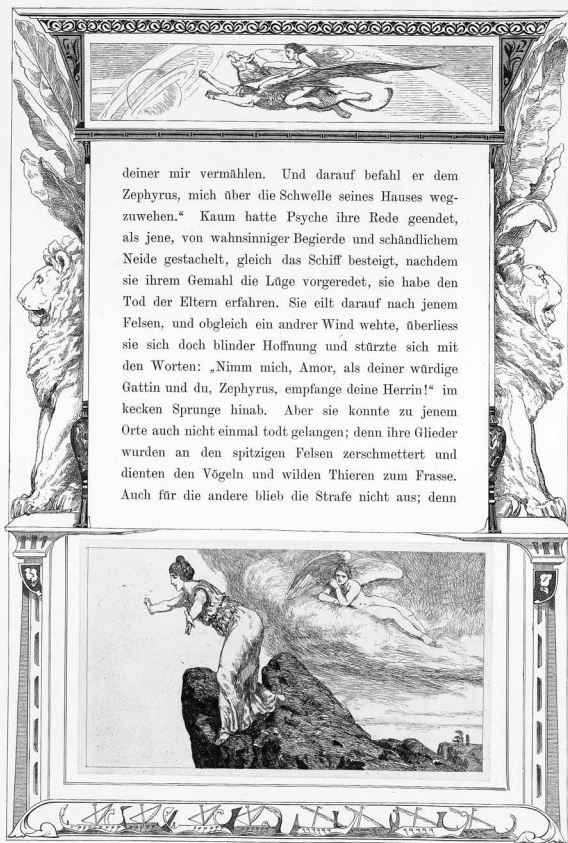 deiner mir vermählen. Und darauf befahl er dem
Zephyrus, mich über die Schwelle seines Hauses weg-
zuwehen.“ Kaum hatte Psyche ihre Rede geendet,
als jene, von wahnsinniger Begierde und schändlichem
Neide gestachelt, gleich das Schiff besteigt, nachdem
sie ihrem Gemahl die Lüge vorgeredet, sie habe den
Tod der Eltern erfahren. Sie eilt darauf nach jenem
Felsen, und obgleich ein andrer Wind wehte, überliess
sie sich doch blinder Hoffnung und stürzte sich mit
den Worten: „Nimm mich, Amor, als deiner würdige
Gattin und du, Zephyrus, empfange deine Herrin!“ im
kecken Sprunge hinab. Aber sie konnte zu jenem
Orte auch nicht einmal todt gelangen; denn ihre Glieder
wurden an den spitzigen Felsen zerschmettert und
dienten den Vögeln und wilden Thieren zum Frasse.
Auch für die andere blieb die Strafe nicht aus; denn